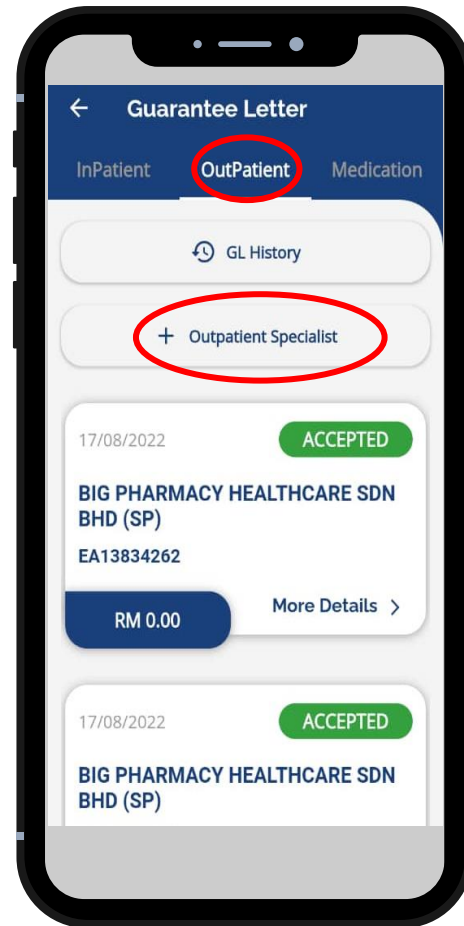 Guarantee Letter
InPatient OutPatient Medication
GL History
+ Outpatient Specialist
17/08/2022 ACCEPTED
BIG PHARMACY HEALTHCARE SDN
BHD (SP)
EA13834262
RM 0.00 More Details >
17/08/2022 ACCEPTED
BIG PHARMACY HEALTHCARE SDN
BHD (SP)